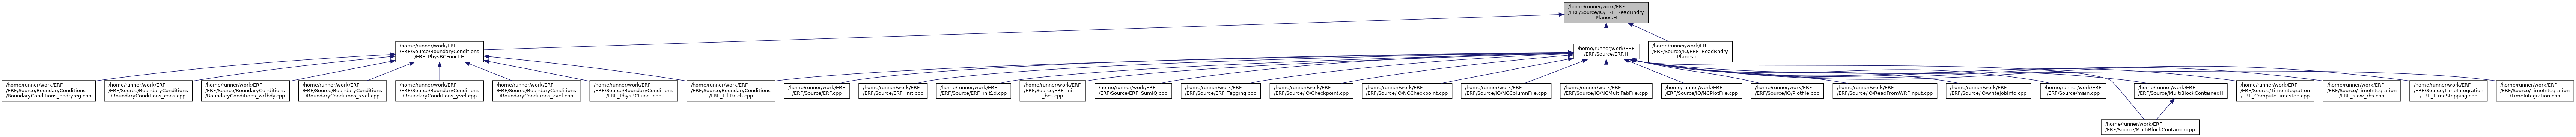 /home/runner/work/ERF
/ERF/Source/IO/ERF_ReadBndry
Planes.H
/home/runner/work/ERF
/ERF/Source/BoundaryConditions
/ERF_PhysBCFunct.H
/home/runner/work/ERF
/ERF/Source/ERF.H
/home/runner/work/ERF
/ERF/Source/IO/ERF_ReadBndry
Planes.cpp
/home/runner/work/ERF
/ERF/Source/BoundaryConditions
/BoundaryConditions_bndryreg.cpp
/home/runner/work/ERF
/ERF/Source/BoundaryConditions
/BoundaryConditions_cons.cpp
/home/runner/work/ERF
/ERF/Source/BoundaryConditions
/BoundaryConditions_wrfbdy.cpp
/home/runner/work/ERF
/ERF/Source/BoundaryConditions
/BoundaryConditions_xvel.cpp
/home/runner/work/ERF
/ERF/Source/BoundaryConditions
/BoundaryConditions_yvel.cpp
/home/runner/work/ERF
/ERF/Source/BoundaryConditions
/BoundaryConditions_zvel.cpp
/home/runner/work/ERF
/ERF/Source/BoundaryConditions
/ERF_PhysBCFunct.cpp
/home/runner/work/ERF
/ERF/Source/BoundaryConditions
/ERF_FillPatch.cpp
/home/runner/work/ERF
/ERF/Source/ERF.cpp
/home/runner/work/ERF
/ERF/Source/ERF_init.cpp
/home/runner/work/ERF
/ERF/Source/ERF_init1d.cpp
/home/runner/work/ERF
/ERF/Source/ERF_init
_bcs.cpp
/home/runner/work/ERF
/ERF/Source/ERF_SumIQ.cpp
/home/runner/work/ERF
/ERF/Source/ERF_Tagging.cpp
/home/runner/work/ERF
/ERF/Source/IO/Checkpoint.cpp
/home/runner/work/ERF
/ERF/Source/IO/NCCheckpoint.cpp
/home/runner/work/ERF
/ERF/Source/IO/NCColumnFile.cpp
/home/runner/work/ERF
/ERF/Source/IO/NCMultiFabFile.cpp
/home/runner/work/ERF
/ERF/Source/IO/NCPlotFile.cpp
/home/runner/work/ERF
/ERF/Source/IO/Plotfile.cpp
/home/runner/work/ERF
/ERF/Source/IO/ReadFromWRFInput.cpp
/home/runner/work/ERF
/ERF/Source/IO/writeJobInfo.cpp
/home/runner/work/ERF
/ERF/Source/main.cpp
/home/runner/work/ERF
/ERF/Source/MultiBlockContainer.H
/home/runner/work/ERF
/ERF/Source/TimeIntegration
/ERF_ComputeTimestep.cpp
/home/runner/work/ERF
/ERF/Source/TimeIntegration
/ERF_slow_rhs.cpp
/home/runner/work/ERF
/ERF/Source/TimeIntegration
/ERF_TimeStepping.cpp
/home/runner/work/ERF
/ERF/Source/TimeIntegration
/TimeIntegration.cpp
/home/runner/work/ERF
/ERF/Source/MultiBlockContainer.cpp